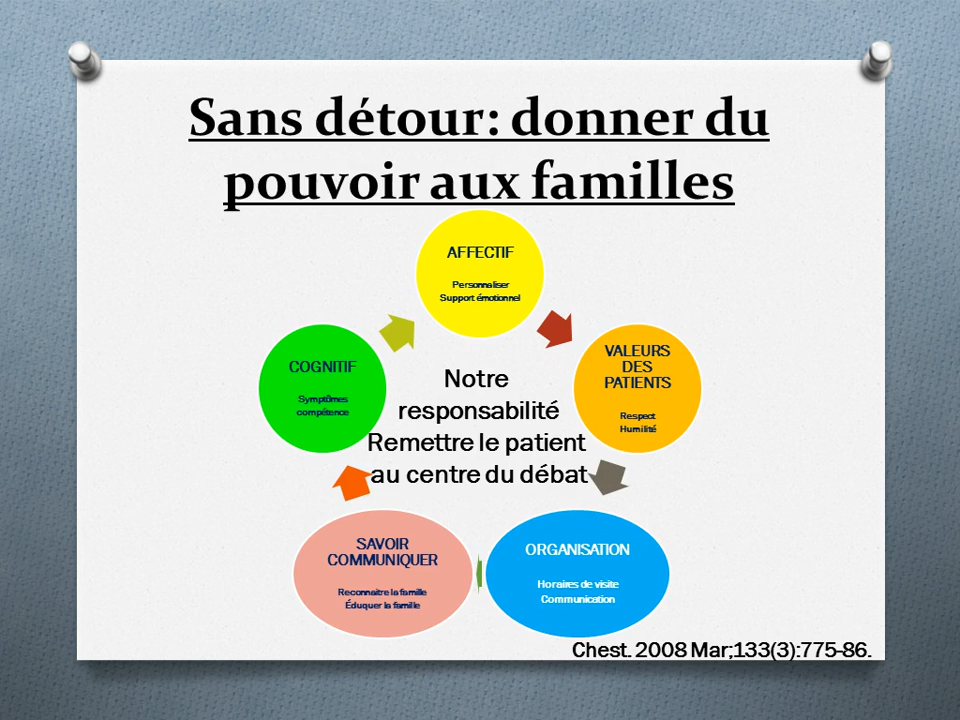 Sans détour: donner du
pouvoir aux familles
AFFECTIF
Personnaliser
Support émotionnel
VALEURS
DES
PATIENTS
Respect
Humilité
ORGANISATION
Horaires de visite
Communication
SAVOIR
COMMUNIQUER
Reconnaitre la famille
Éduquer la famille
COGNITIF
Symptômes
compétence
Notre
responsabilité
Remettre le patient
au centre du débat
Chest. 2008 Mar;133(3):775-86.